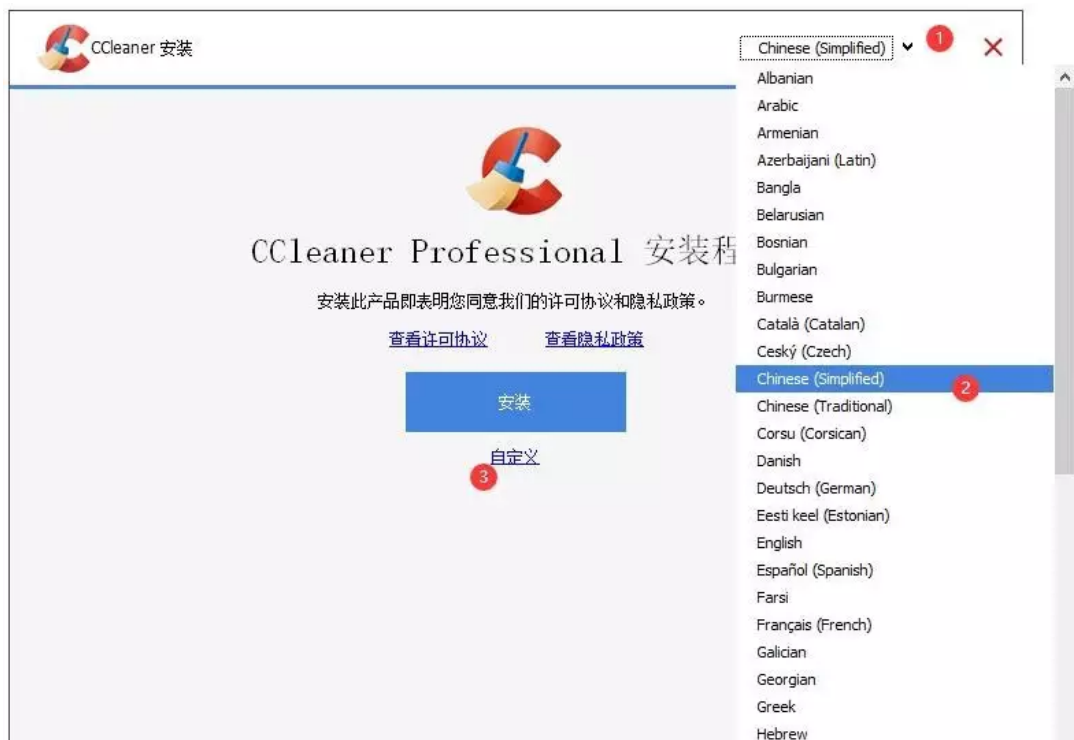 CCleaner 安装
Chinese (Simplified)
1
CCleaner Professional 安装程
安装此产品即表明您同意我们的许可协议和隐私政策。
查看许可协议 查看隐私政策
安装
自定义
3
Albanian
Arabic
Armenian
Azerbaijani (Latin)
Bangla
Belarusian
Bosnian
Bulgarian
Burmese
Català (Catalan)
Ceský (Czech)
Chinese (Simplified)
2
Chinese (Traditional)
Corsu (Corsican)
Danish
Deutsch (German)
Eesti keel (Estonian)
English
Español (Spanish)
Farsi
Français (French)
Galician
Georgian
Greek
Hebrew